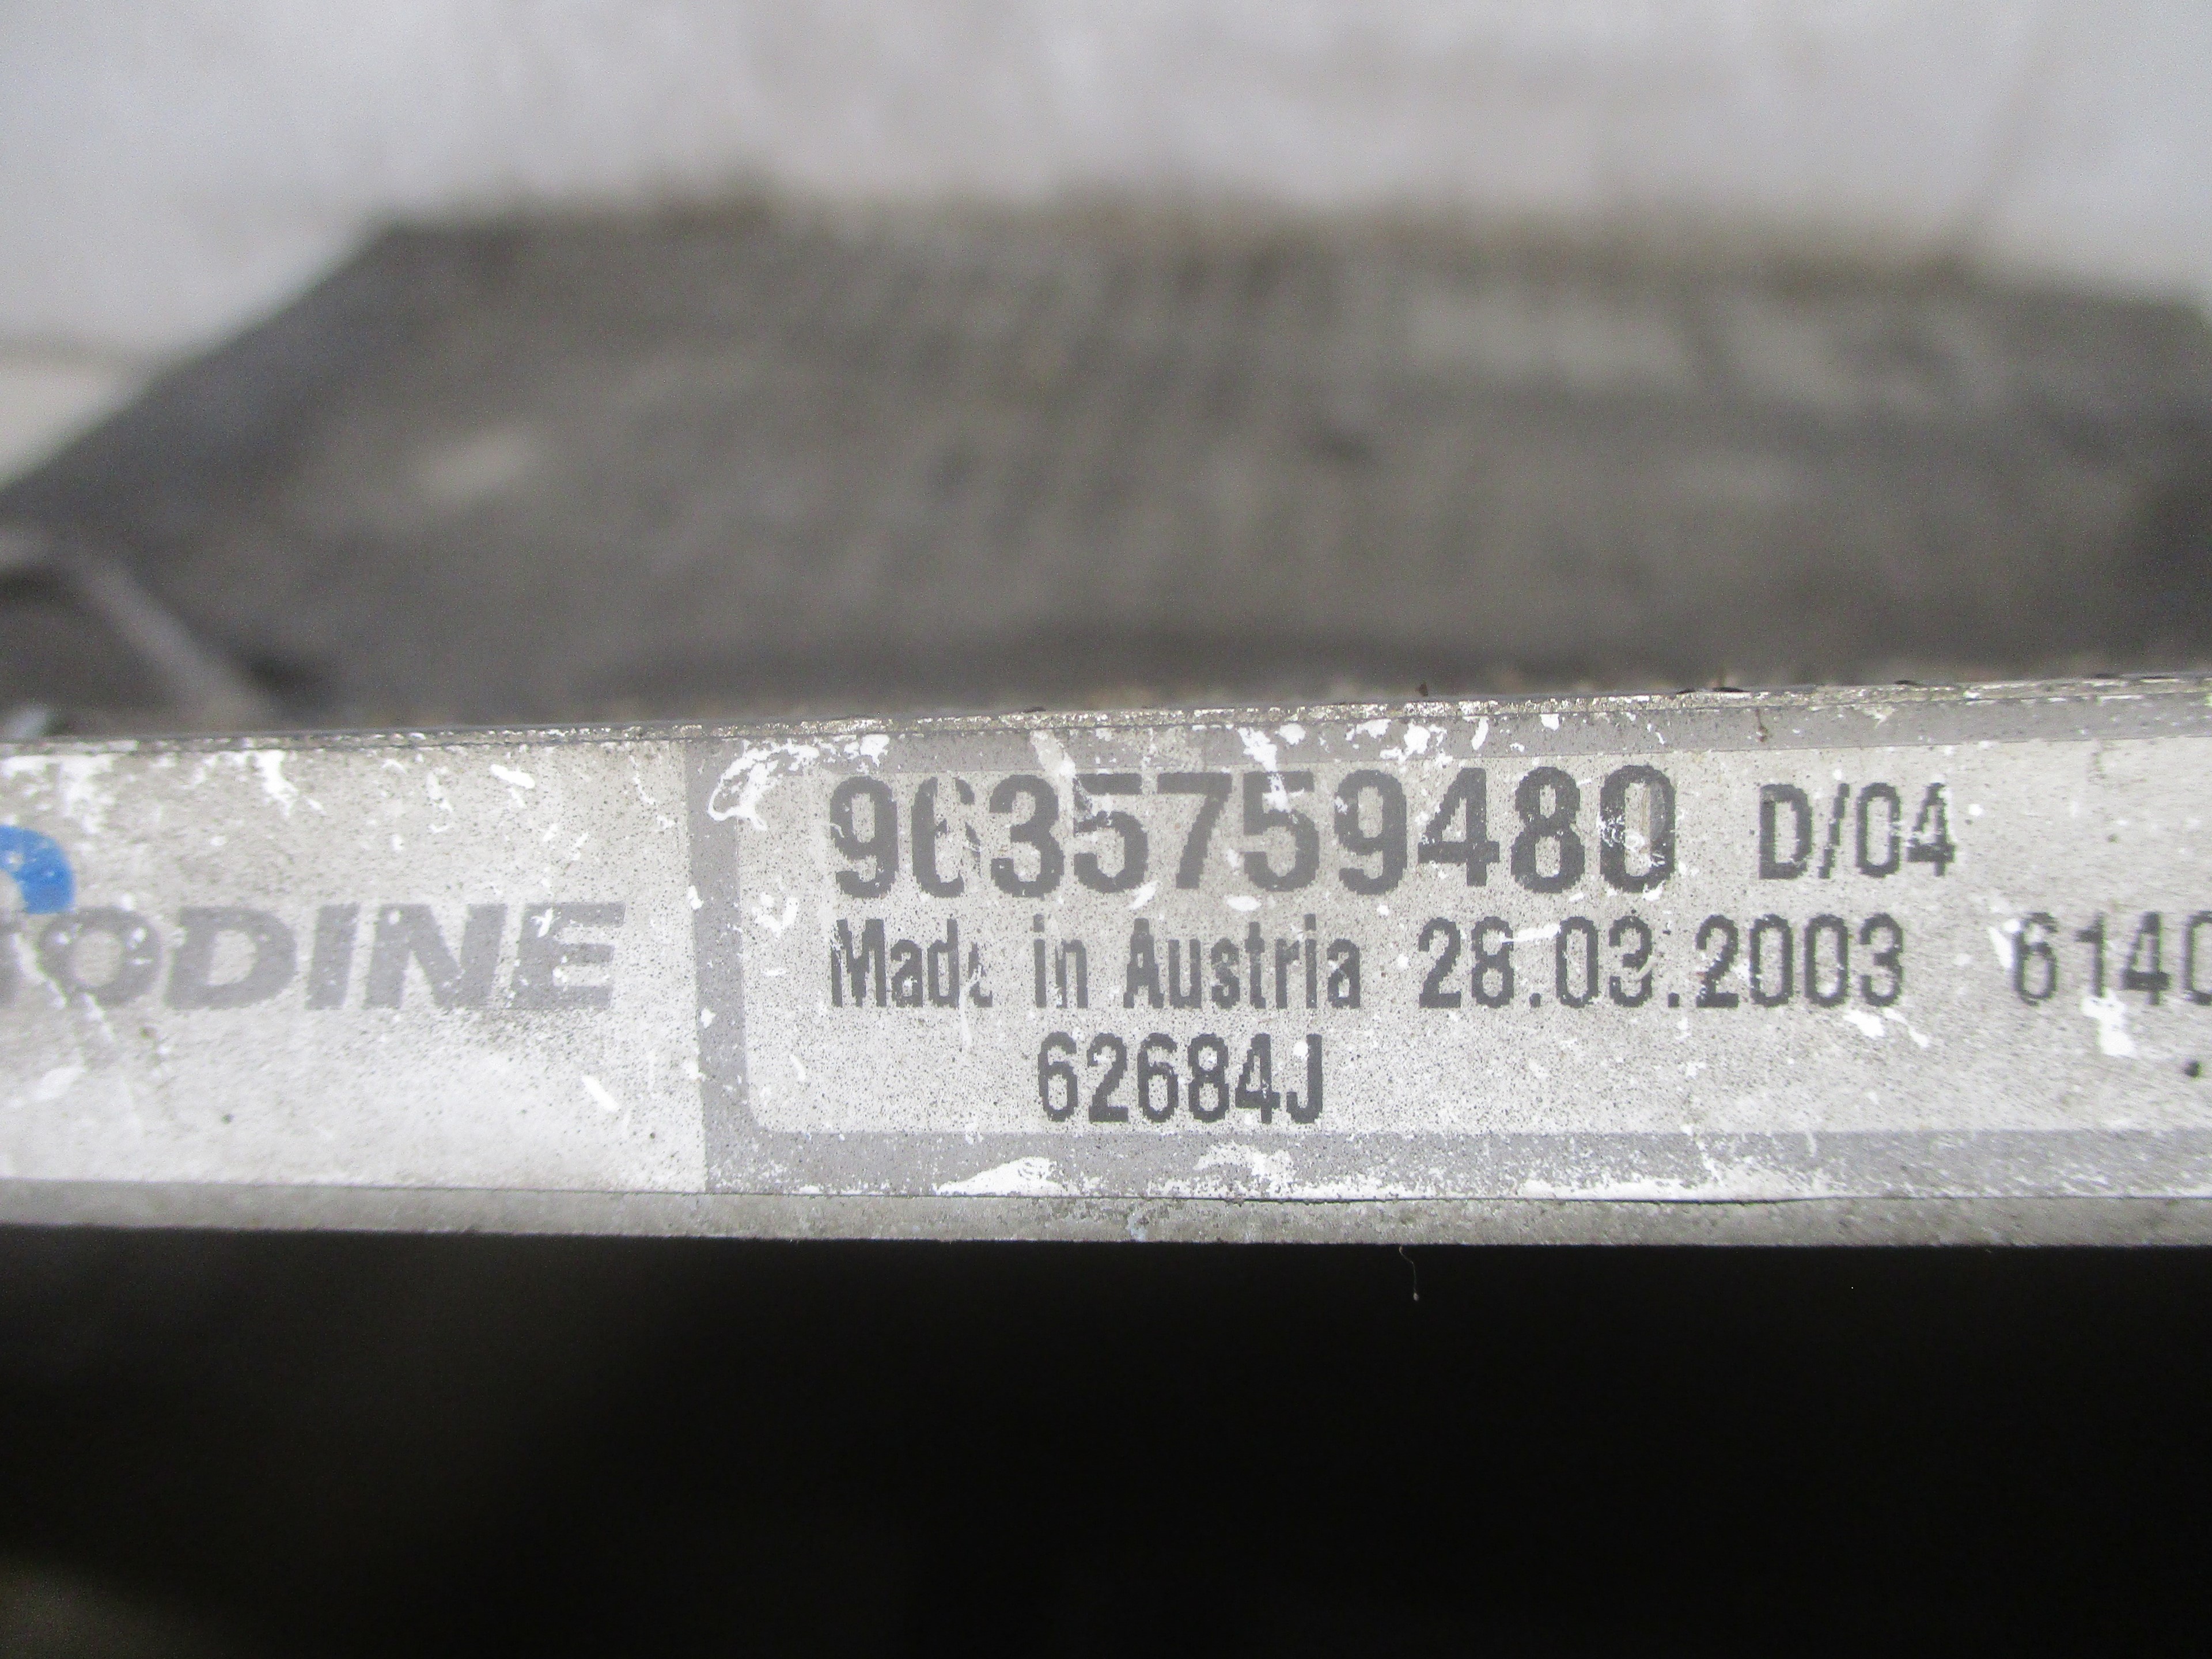 ODINE
9635759480 D/04
Made in Austria 28.03.2003 6140
62684J